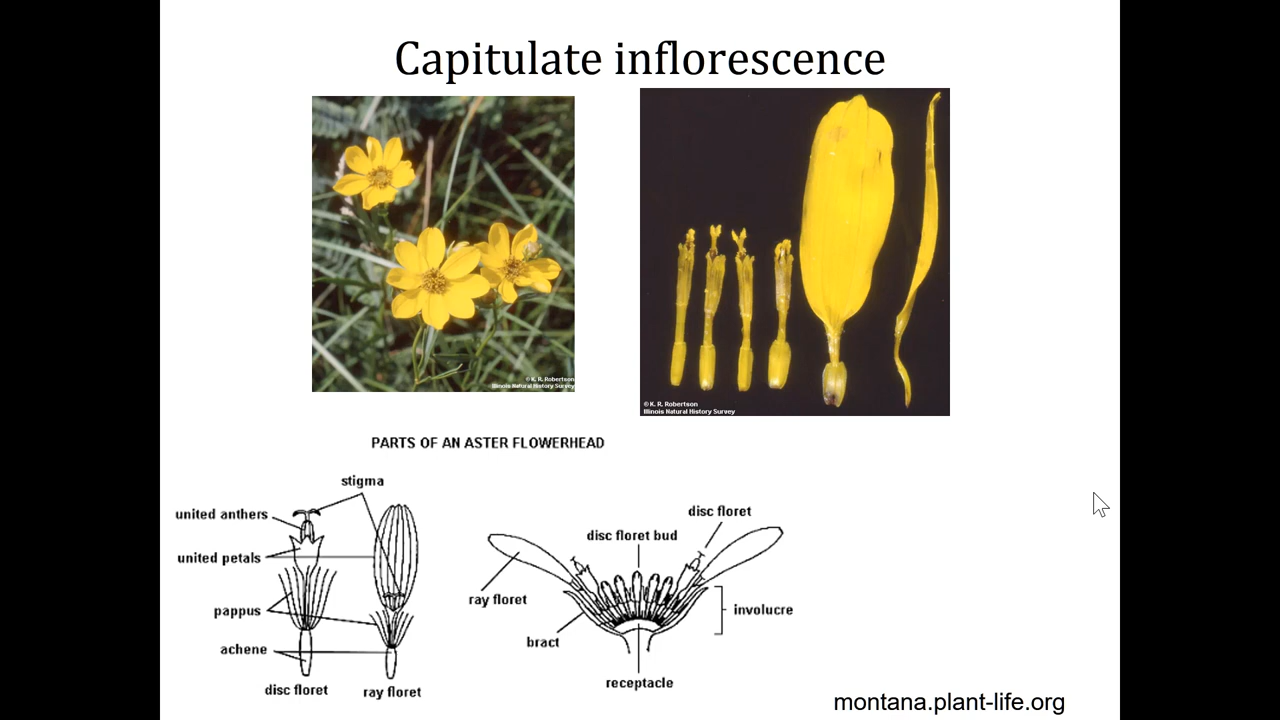 Capitulate inflorescence
© K. R. Robertson
Illinois Natural History Survey
© K. R. Robertson
Illinois Natural History Survey
PARTS OF AN ASTER FLOWERHEAD
stigma
united anthers
united petals
pappus
achene
disc floret
ray floret
disc floret
disc floret bud
ray floret
involucre
bract
receptacle
montana.plant-life.org